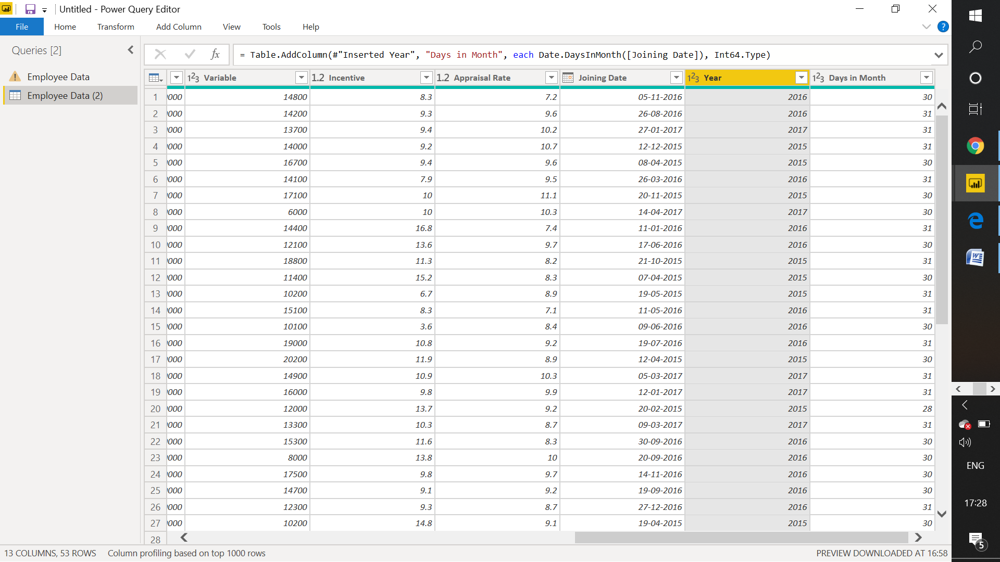 Untitled - Power Query Editor
File Home Transform Add Column View Tools Help ?
Queries [2]
Employee Data
Employee Data (2)
fx = Table.AddColumn(#"Inserted Year", "Days in Month", each Date.DaysInMonth([Joining Date]), Int64.Type)
123 Variable 1.2 Incentive 1.2 Appraisal Rate Joining Date 123 Year 123 Days in Month
1 000 14800 8.3 7.2 05-11-2016 2016 30
2 000 14200 9.3 9.6 26-08-2016 2016 31
3 000 13700 9.4 10.2 27-01-2017 2017 31
4 000 14000 9.2 10.7 12-12-2015 2015 31
5 000 16700 9.4 9.6 08-04-2015 2015 30
6 000 14100 7.9 9.5 26-03-2016 2016 31
7 000 17100 10 11.1 20-11-2015 2015 30
8 000 6000 10 10.3 14-04-2017 2017 30
9 000 14400 16.8 7.4 11-01-2016 2016 31
10 000 12100 13.6 9.7 17-06-2016 2016 30
11 000 18800 11.3 8.2 21-10-2015 2015 31
12 000 11400 15.2 8.3 07-04-2015 2015 30
13 000 10200 6.7 8.9 19-05-2015 2015 31
14 000 15100 8.3 7.1 11-05-2016 2016 31
15 000 10100 3.6 8.4 09-06-2016 2016 30
16 000 19000 10.8 9.2 19-07-2016 2016 31
17 000 20200 11.9 8.9 12-04-2015 2015 30
18 000 14900 10.9 10.3 05-03-2017 2017 31
19 000 16000 9.8 9.9 12-01-2017 2017 31
20 000 12000 13.7 9.2 20-02-2015 2015 28
21 000 13300 10.3 8.7 09-03-2017 2017 31
22 000 15300 11.6 8.3 30-09-2016 2016 30
23 000 8000 13.8 10 20-09-2016 2016 30
24 000 17500 9.8 9.7 14-11-2016 2016 30
25 000 14700 9.1 9.2 19-09-2016 2016 30
26 000 12300 9.3 8.7 27-12-2016 2016 31
27 000 10200 14.8 9.1 19-04-2015 2015 30
28
13 COLUMNS, 53 ROWS Column profiling based on top 1000 rows PREVIEW DOWNLOADED AT 16:58
ENG
17:28
5